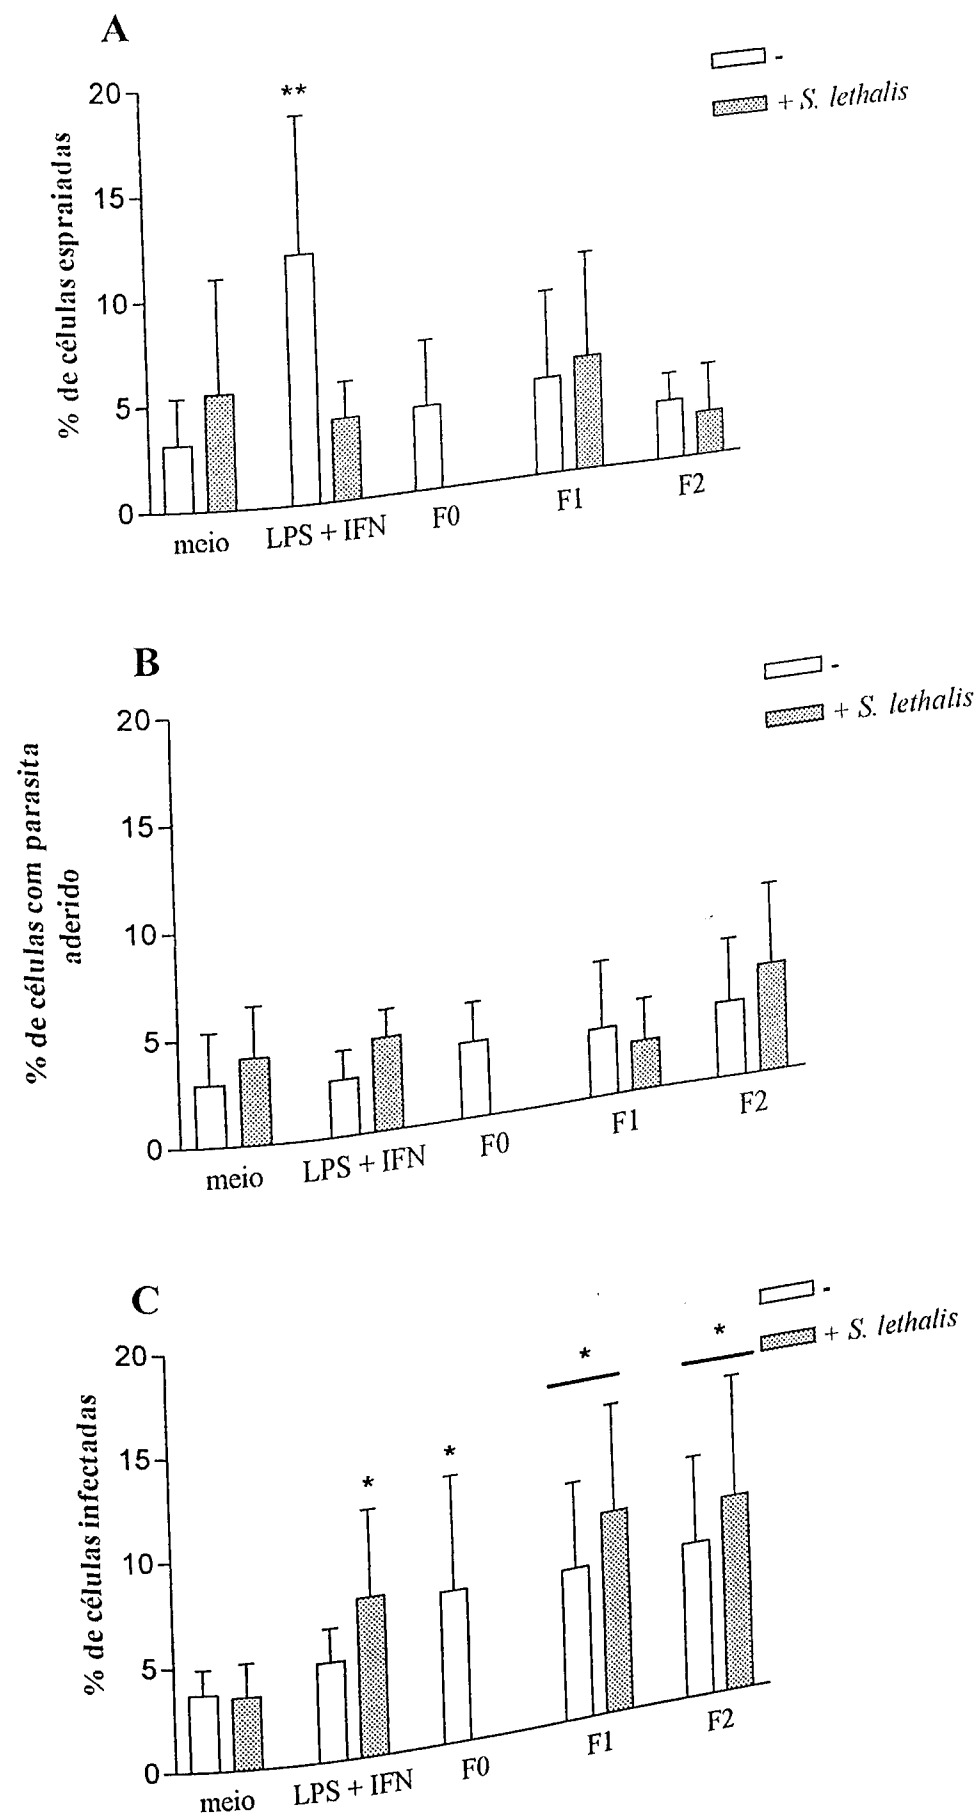 A
-
+ S. lethalis
**
20
15
10
5
0
% de células espraiadas
meio
LPS + IFN
F0
F1
F2
B
-
+ S. lethalis
20
15
10
5
0
% de células com parasita
aderido
meio
LPS + IFN
F0
F1
F2
C
-
+ S. lethalis
*
*
*
*
20
15
10
5
0
% de células infectadas
meio
LPS + IFN
F0
F1
F2